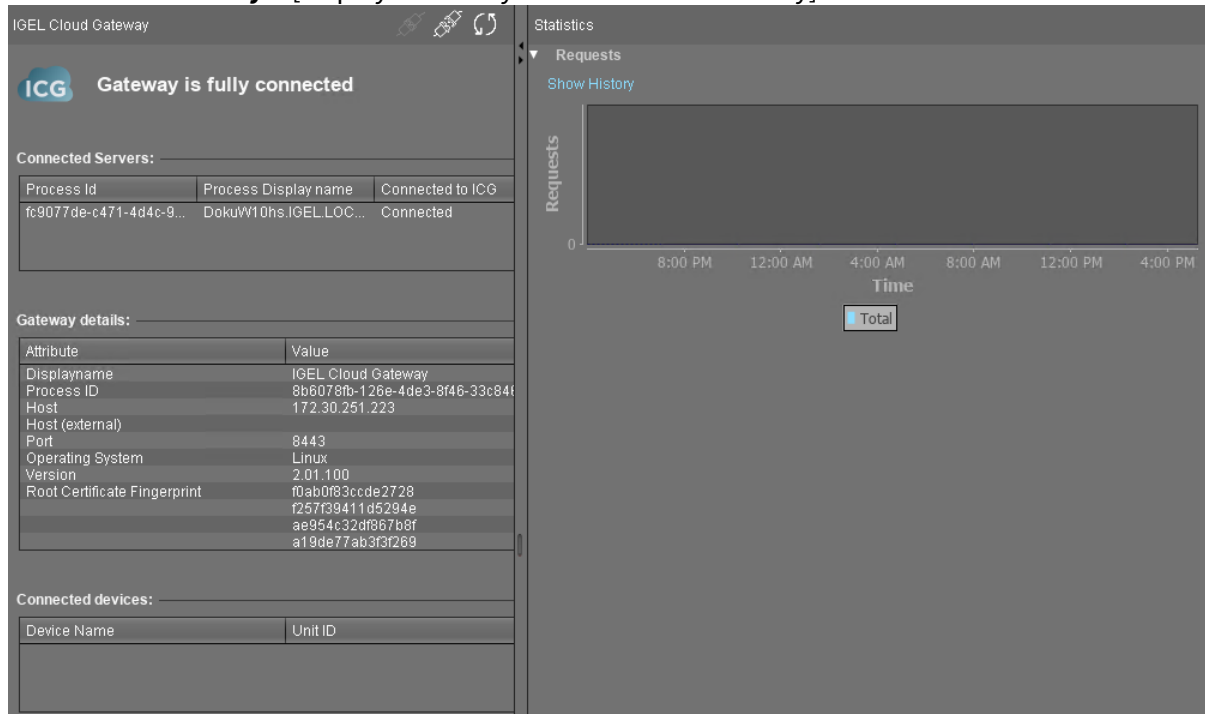 IGEL Cloud Gateway
ICG Gateway is fully connected
Connected Servers:
Process Id Process Display name Connected to ICG
fc9077de-c471-4d4c-9... DokuW10hs.IGEL.LOC... Connected
Gateway details:
Attribute Value
Displayname IGEL Cloud Gateway
Process ID 8b6078fb-126e-4de3-8f46-33c846
Host 172.30.251.223
Host (external)
Port 8443
Operating System Linux
Version 2.01.100
Root Certificate Fingerprint f0ab0f83ccde2728
f257f39411d5294e
ae954c32df867b8f
a19de77ab3f3f269
Connected devices:
Device Name Unit ID
Statistics
Requests
Show History
Requests
0
8:00 PM 12:00 AM 4:00 AM 8:00 AM 12:00 PM 4:00 PM
Time
Total